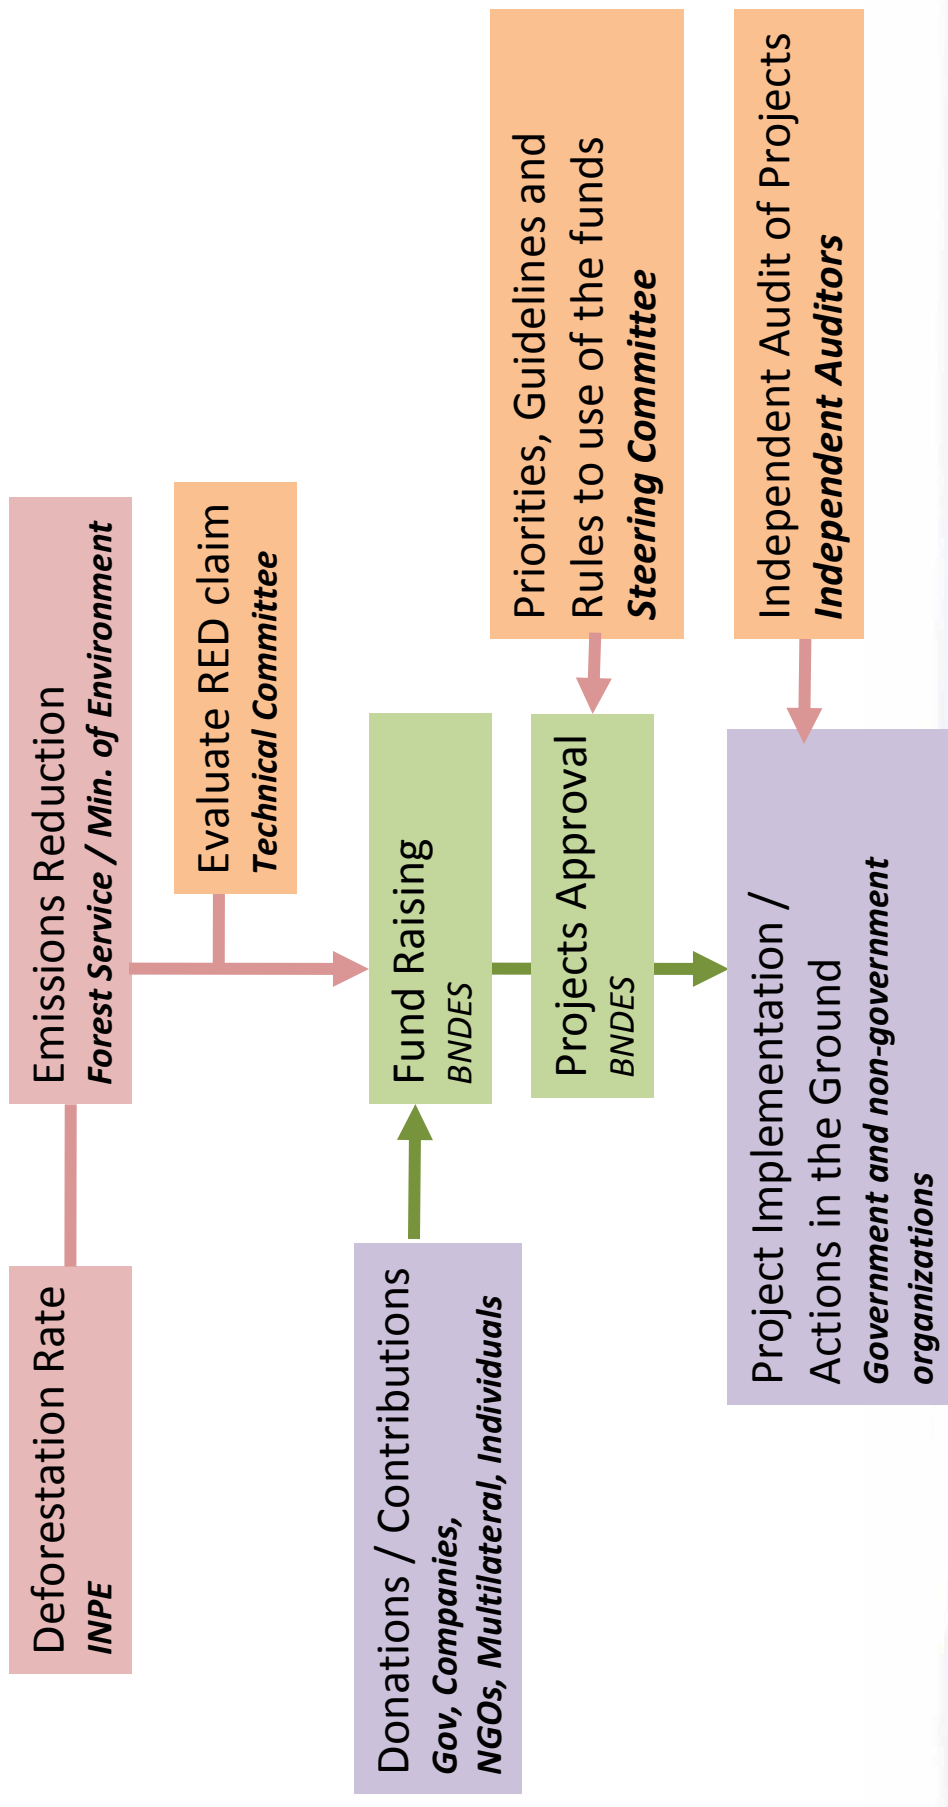 Deforestation Rate
INPE
Emissions Reduction
Forest Service / Min. of Environment
Evaluate RED claim
Technical Committee
Donations / Contributions
Gov, Companies,
NGOs, Multilateral, Individuals
Fund Raising
BNDES
Projects Approval
BNDES
Priorities, Guidelines and
Rules to use of the funds
Steering Committee
Project Implementation /
Actions in the Ground
Government and non-government
organizations
Independent Audit of Projects
Independent Auditors